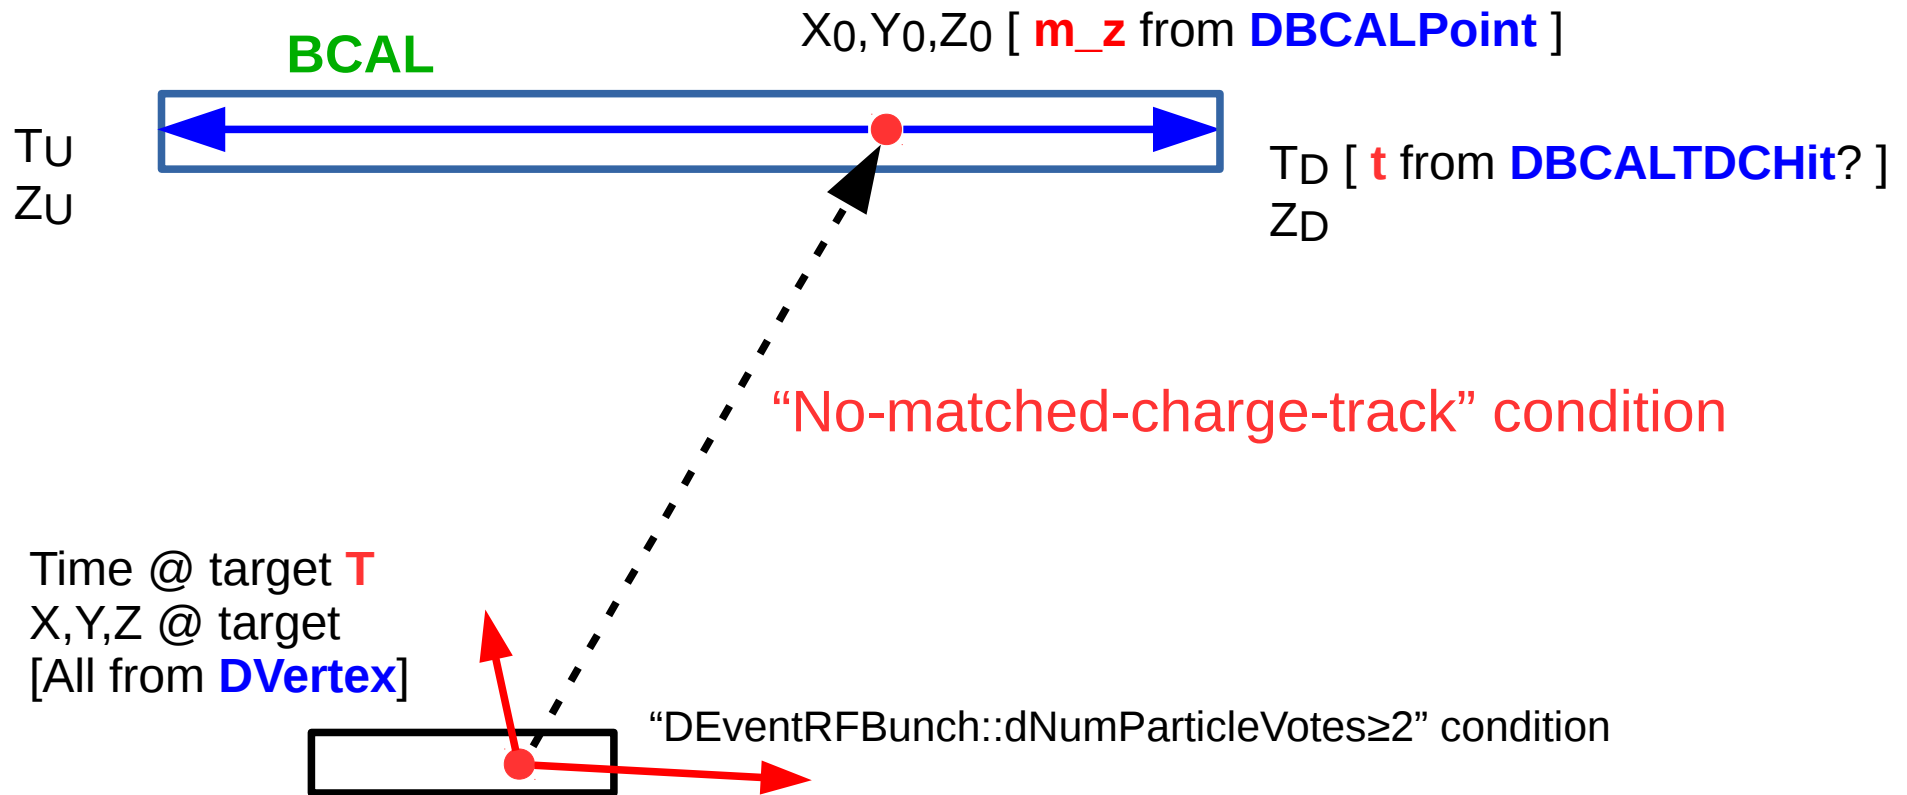 X0,Y0,Z0 [ m_z from DBCALPoint ]
BCAL
TU
ZU
TD [ t from DBCALTDCHit? ]
ZD
“No-matched-charge-track” condition
Time @ target T
X,Y,Z @ target
[All from DVertex]
“DEventRFBunch::dNumParticleVotes≥2” condition